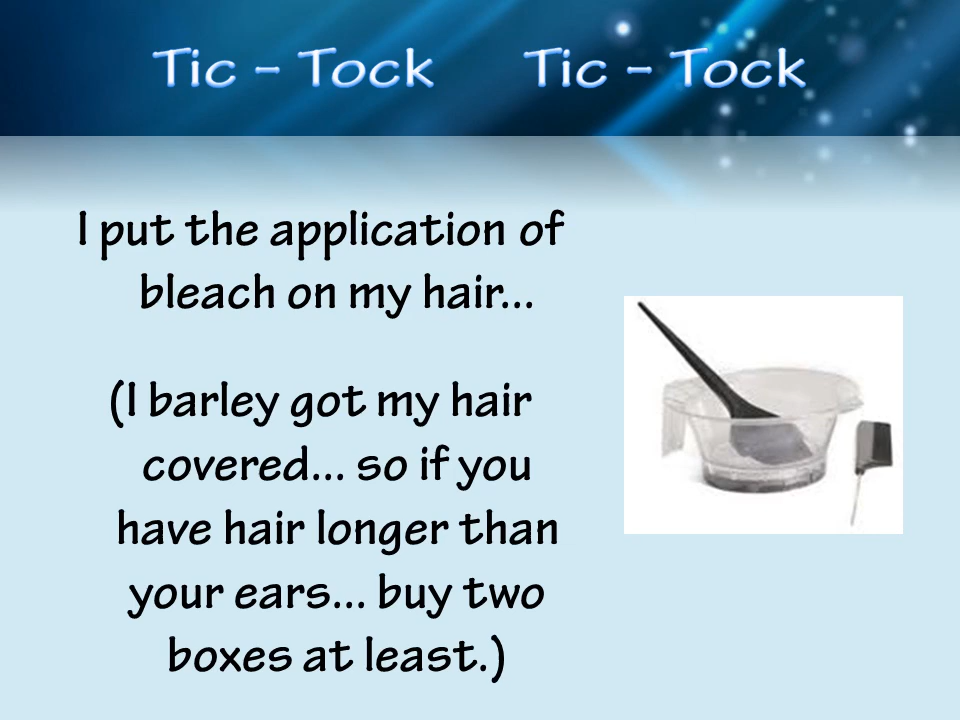 Tic - Tock    Tic - Tock
I put the application of
bleach on my hair...
(I barley got my hair
covered... so if you
have hair longer than
your ears... buy two
boxes at least.)